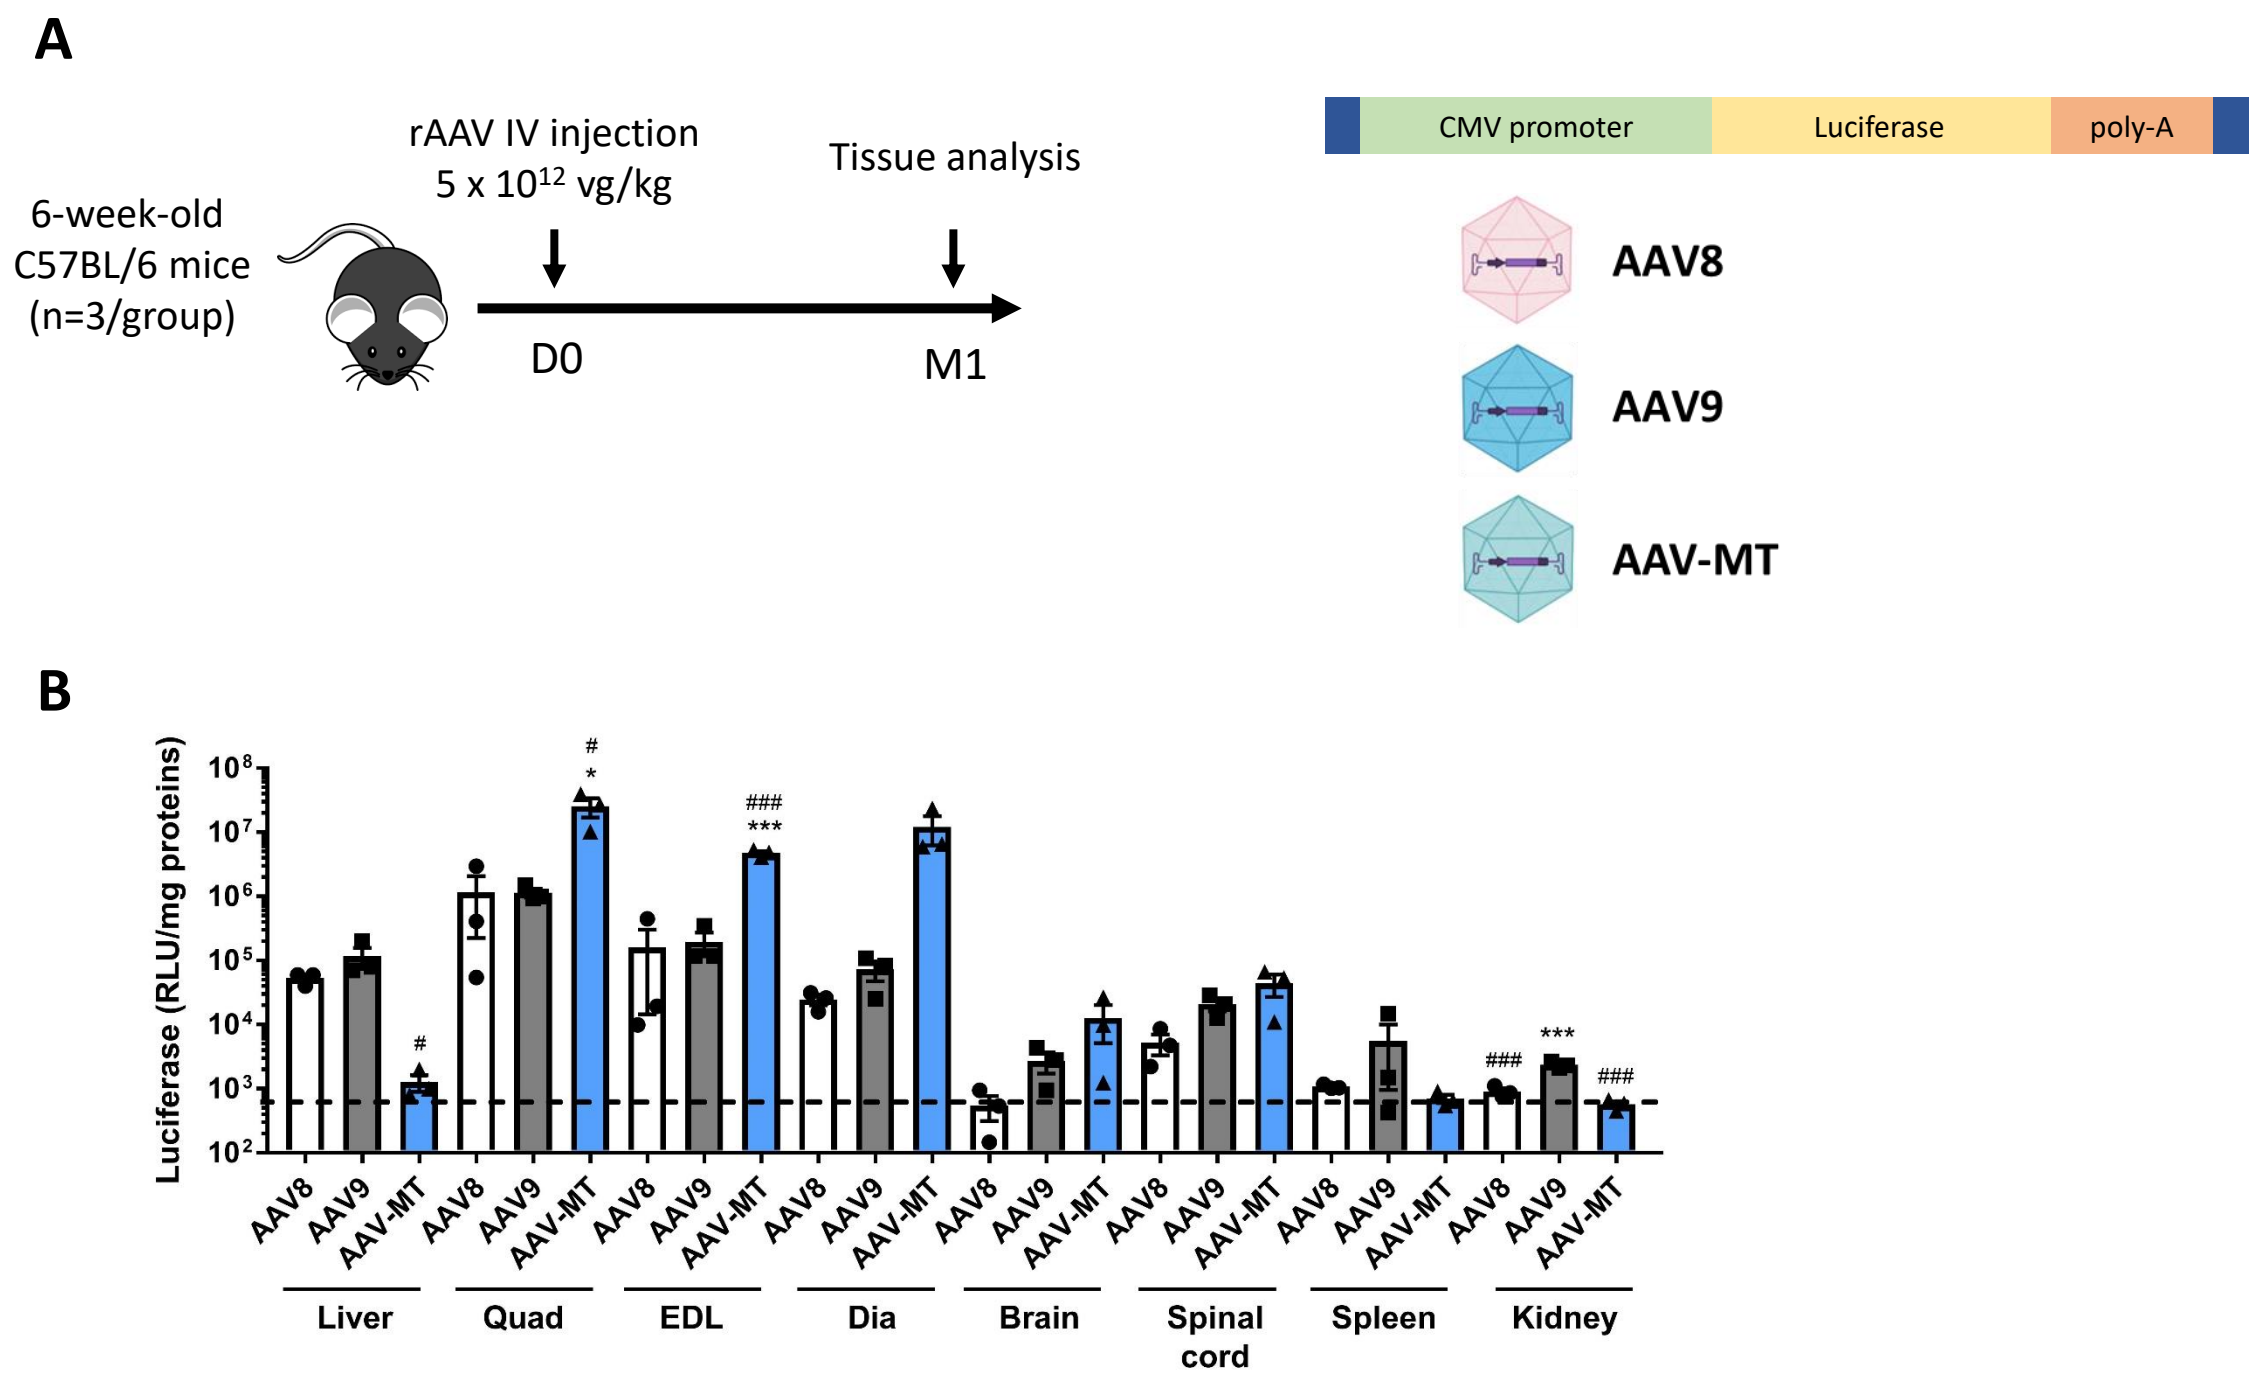 A
rAAV IV injection
5 x 10¹² vg/kg
Tissue analysis
6-week-old
C57BL/6 mice
(n=3/group)
D0
M1
CMV promoter
Luciferase
poly-A
AAV8
AAV9
AAV-MT
B
Luciferase (RLU/mg proteins)
10⁸
10⁷
10⁶
10⁵
10⁴
10³
10²
#
#
*
###
***
###
***
###
AAV8
AAV9
AAV-MT
AAV8
AAV9
AAV-MT
AAV8
AAV9
AAV-MT
AAV8
AAV9
AAV-MT
AAV8
AAV9
AAV-MT
AAV8
AAV9
AAV-MT
AAV8
AAV9
AAV-MT
AAV8
AAV9
AAV-MT
Liver
Quad
EDL
Dia
Brain
Spinal
cord
Spleen
Kidney